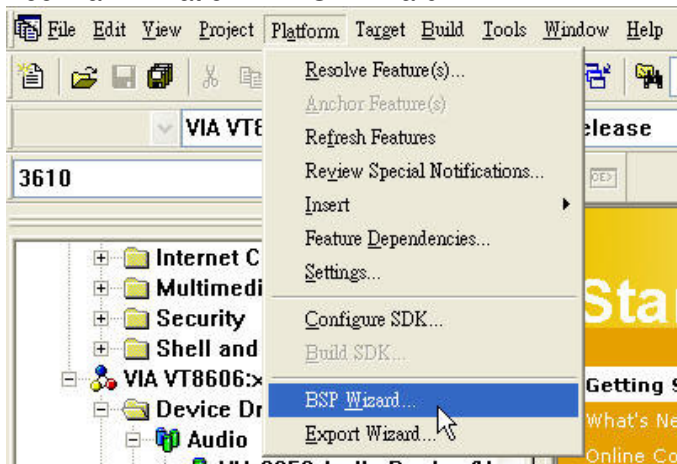 File Edit View Project Platform Target Build Tools Window Help
Resolve Feature(s)...
Anchor Feature(s)
Refresh Features
Review Special Notifications...
Insert
Feature Dependencies...
Settings...
Configure SDK...
Build SDK...
BSP Wizard...
Export Wizard...
VIA VT8
elease
3610
Internet C
Multimedi
Security
Shell and
VIA VT8606:x
Device Dr
Audio
Sta
Getting S
What's Ne
Online Co